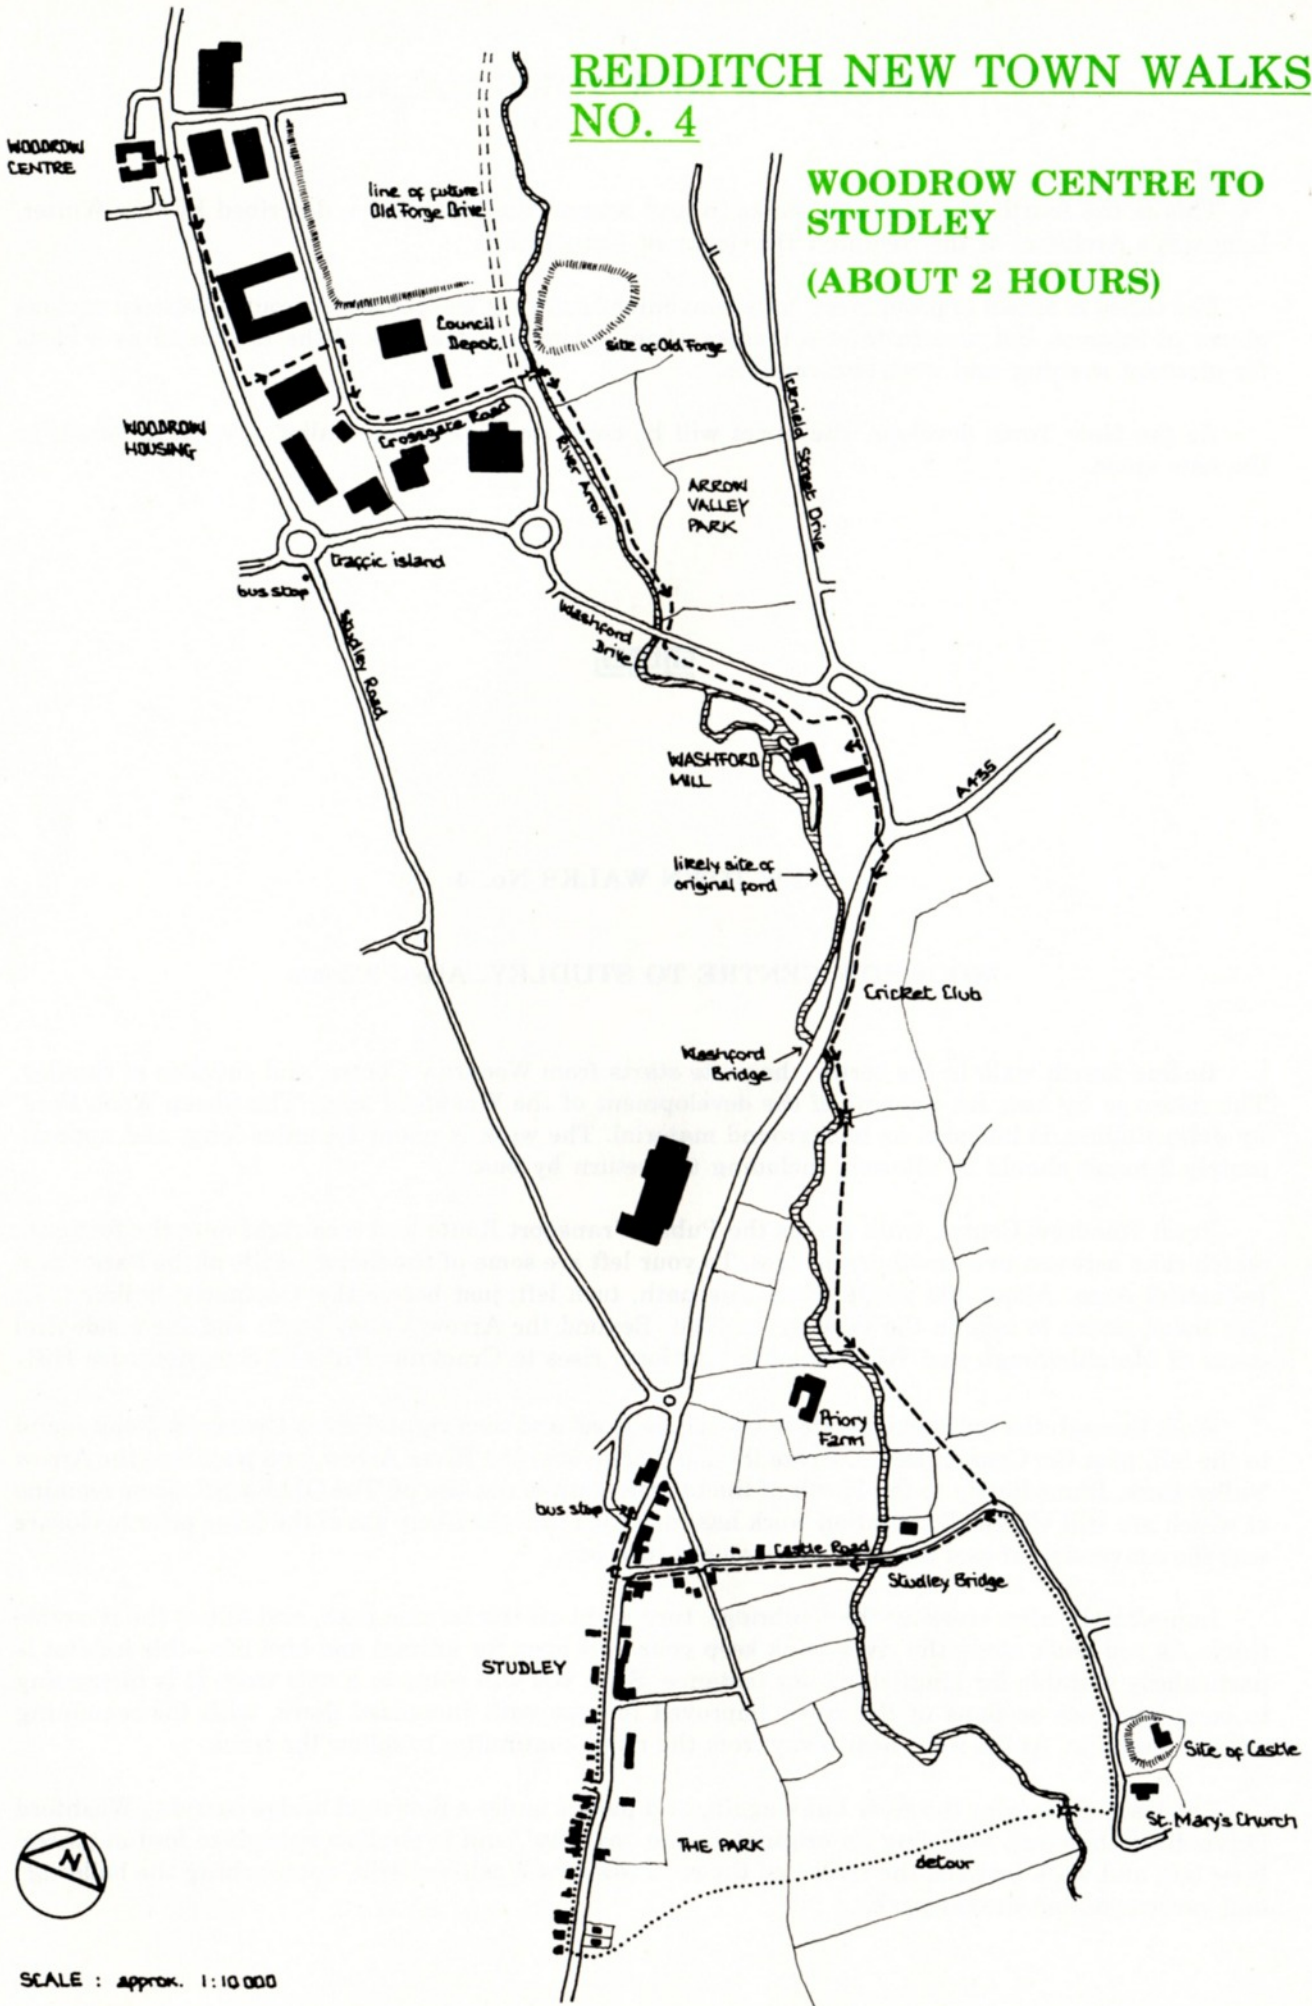 REDDITCH NEW TOWN WALKS
NO. 4
WOODROW CENTRE TO
STUDLEY
(ABOUT 2 HOURS)
WOODROW
CENTRE
line of future
Old Forge Drive
Council
Depot.
site of Old Forge
Icknield Street Drive
WOODROW
HOUSING
Crossgate Road
River Arrow
ARROW
VALLEY
PARK
traffic island
bus stop
Studley Road
Washford
Drive
WASHFORD
MILL
A435
likely site of
original ford
Cricket Club
Washford
Bridge
Priory
Farm
bus stop
Castle Road
Studley Bridge
STUDLEY
Site of Castle
St. Mary's Church
THE PARK
detour
N
SCALE : approx. 1:10 000